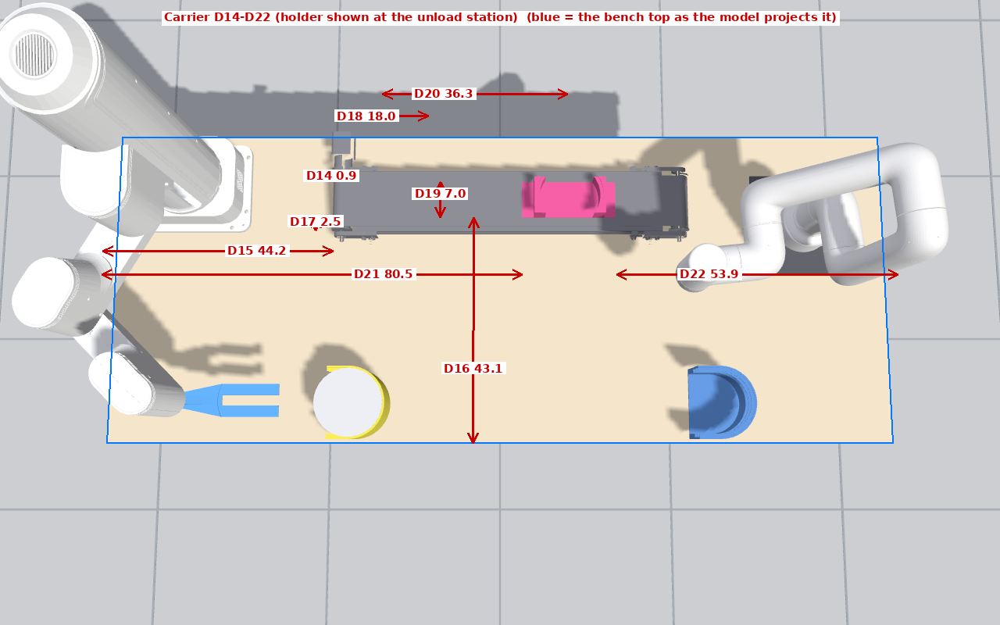 Carrier D14-D22 (holder shown at the unload station)  (blue = the bench top as the model projects it)
D20 36.3
D18 18.0
D14 0.9
D19 7.0
D17 2.5
D15 44.2
D21 80.5
D22 53.9
D16 43.1